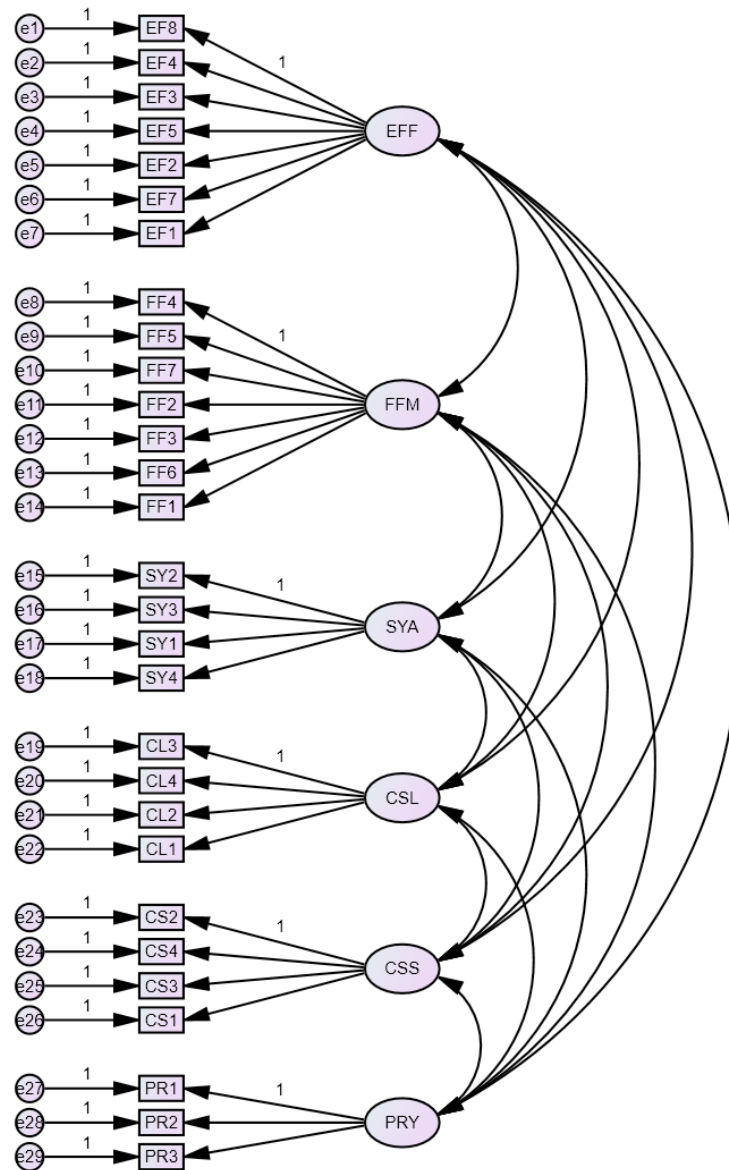 e1 1 EF8
e2 1 EF4 1
e3 1 EF3
e4 1 EF5 EFF
e5 1 EF2
e6 1 EF7
e7 1 EF1
e8 1 FF4
e9 1 FF5 1
e10 1 FF7
e11 1 FF2 FFM
e12 1 FF3
e13 1 FF6
e14 1 FF1
e15 1 SY2
e16 1 SY3 1
e17 1 SY1 SYA
e18 1 SY4
e19 1 CL3
e20 1 CL4 1
e21 1 CL2 CSL
e22 1 CL1
e23 1 CS2 1
e24 1 CS4
e25 1 CS3 CSS
e26 1 CS1
e27 1 PR1 1
e28 1 PR2 PRY
e29 1 PR3